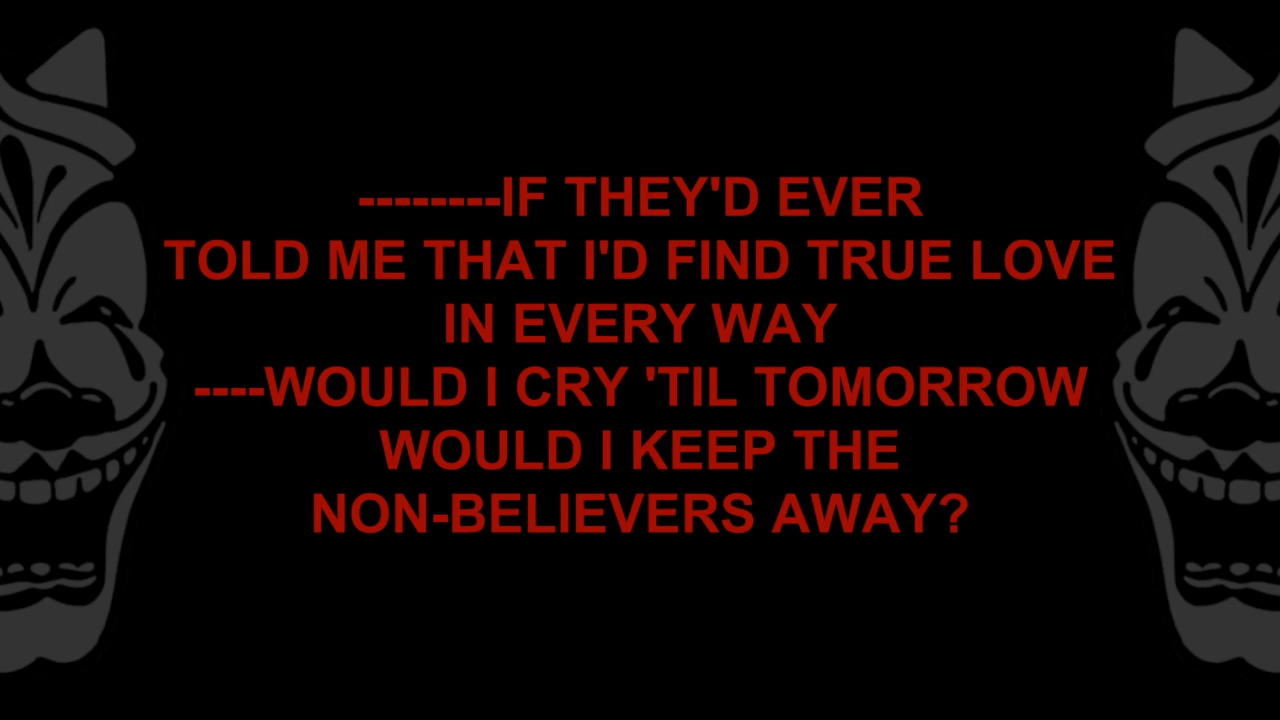 --------IF THEY'D EVER
TOLD ME THAT I'D FIND TRUE LOVE
IN EVERY WAY
----WOULD I CRY 'TIL TOMORROW
WOULD I KEEP THE
NON-BELIEVERS AWAY?